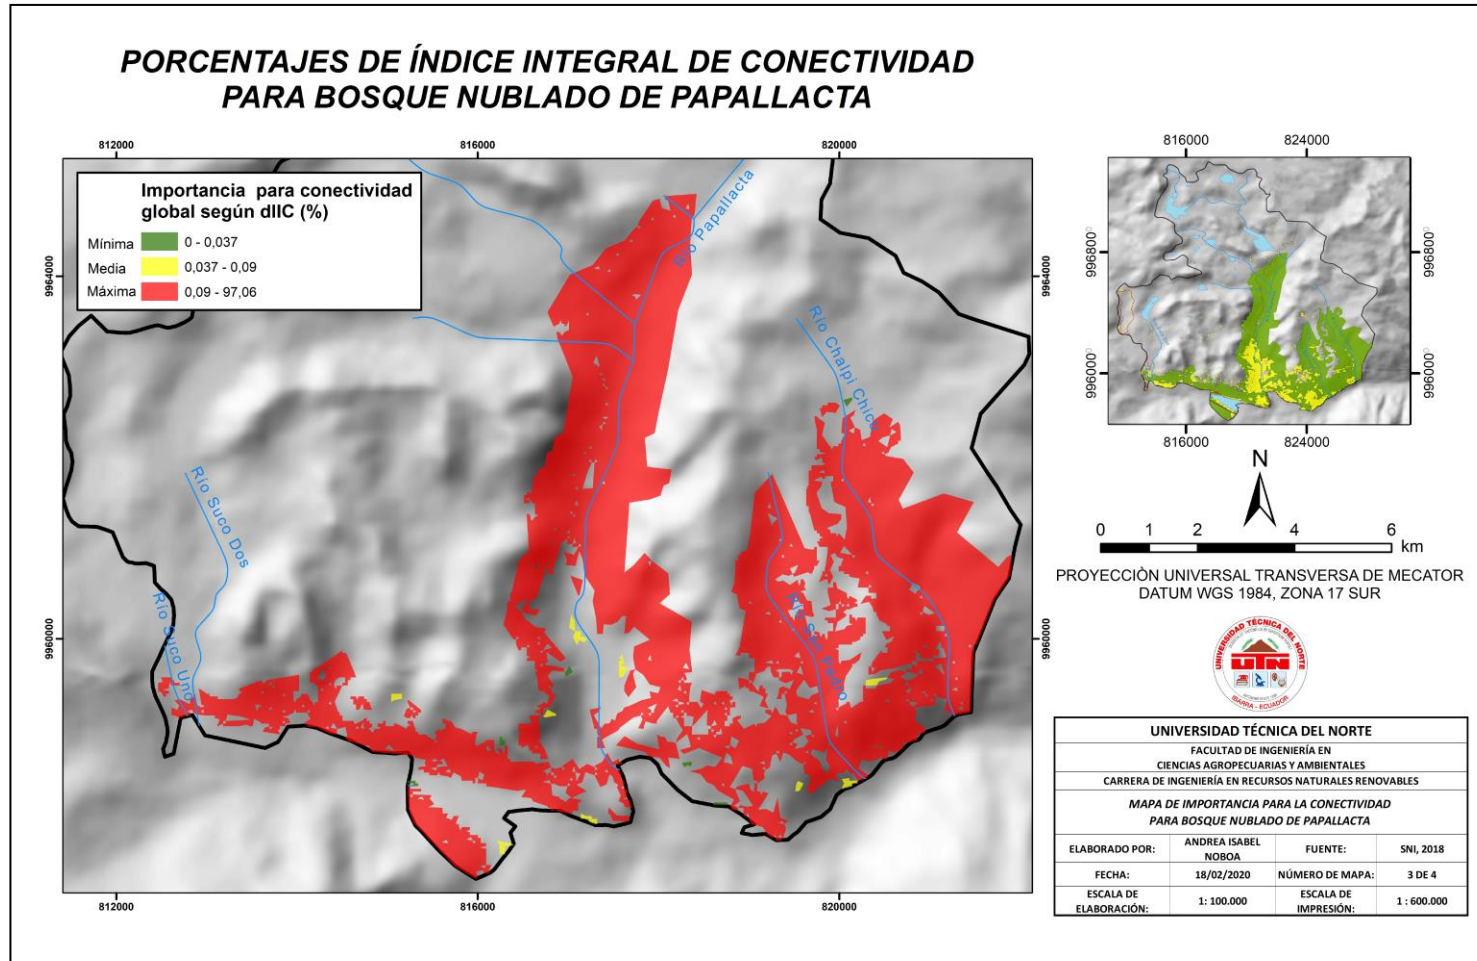 PORCENTAJES DE ÍNDICE INTEGRAL DE CONECTIVIDAD
PARA BOSQUE NUBLADO DE PAPALLACTA
812000
816000
820000
Importancia para conectividad
global según dIIC (%)
Mínima 0 - 0,037
Media 0,037 - 0,09
Máxima 0,09 - 97,06
9964000
9964000
9960000
9960000
Río Papallacta
Río Chalpi Chico
Río Suco Dos
Río Suco Uno
Río San Pedro
812000
816000
820000
816000
824000
9968000
9968000
9960000
9960000
816000
824000
N
0 1 2 4 6
km
PROYECCIÒN UNIVERSAL TRANSVERSA DE MECATOR
DATUM WGS 1984, ZONA 17 SUR
UNIVERSIDAD TÉCNICA DEL NORTE
UTN
IBARRA - ECUADOR
UNIVERSIDAD TÉCNICA DEL NORTE
FACULTAD DE INGENIERÍA EN
CIENCIAS AGROPECUARIAS Y AMBIENTALES
CARRERA DE INGENIERÍA EN RECURSOS NATURALES RENOVABLES
MAPA DE IMPORTANCIA PARA LA CONECTIVIDAD
PARA BOSQUE NUBLADO DE PAPALLACTA
ELABORADO POR: ANDREA ISABEL NOBOA FUENTE: SNI, 2018
FECHA: 18/02/2020 NÚMERO DE MAPA: 3 DE 4
ESCALA DE ELABORACIÓN: 1: 100.000 ESCALA DE IMPRESIÓN: 1 : 600.000